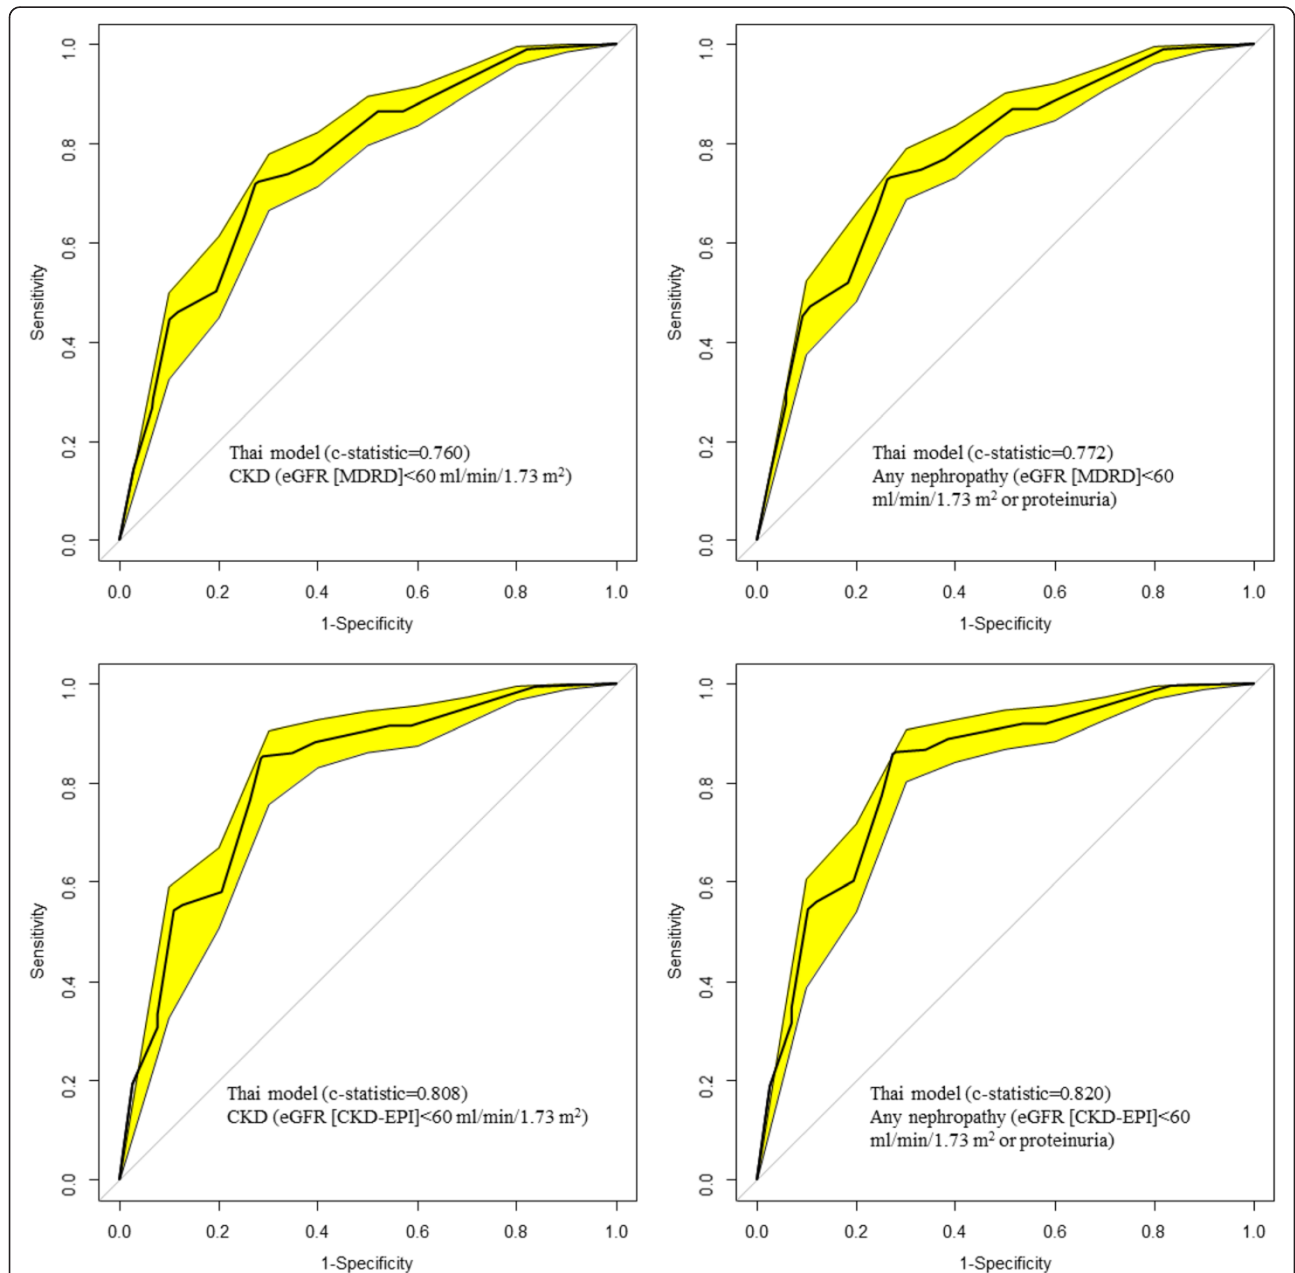 1.0
0.8
0.6
0.4
0.2
0.0
Sensitivity
Thai model (c-statistic=0.760)
CKD (eGFR [MDRD]<60 ml/min/1.73 m²)
0.0 0.2 0.4 0.6 0.8 1.0
1-Specificity
1.0
0.8
0.6
0.4
0.2
0.0
Sensitivity
Thai model (c-statistic=0.772)
Any nephropathy (eGFR [MDRD]<60
ml/min/1.73 m² or proteinuria)
0.0 0.2 0.4 0.6 0.8 1.0
1-Specificity
1.0
0.8
0.6
0.4
0.2
0.0
Sensitivity
Thai model (c-statistic=0.808)
CKD (eGFR [CKD-EPI]<60 ml/min/1.73 m²)
0.0 0.2 0.4 0.6 0.8 1.0
1-Specificity
1.0
0.8
0.6
0.4
0.2
0.0
Sensitivity
Thai model (c-statistic=0.820)
Any nephropathy (eGFR [CKD-EPI]<60
ml/min/1.73 m² or proteinuria)
0.0 0.2 0.4 0.6 0.8 1.0
1-Specificity